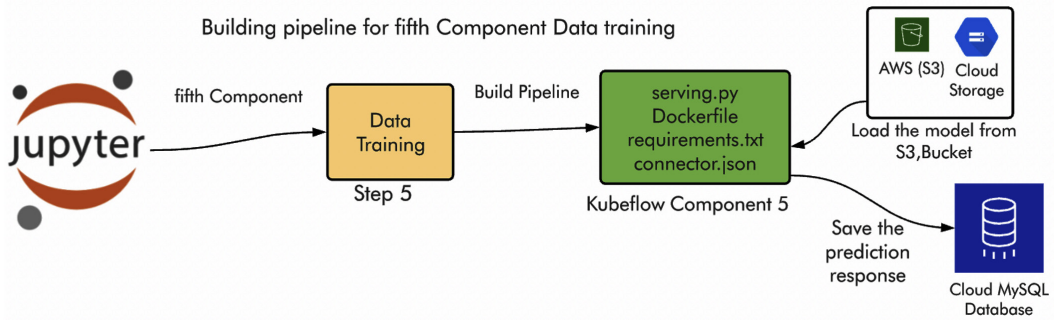 Building pipeline for fifth Component Data training
jupyter
fifth Component
Data
Training
Step 5
Build Pipeline
serving.py
Dockerfile
requirements.txt
connector.json
Kubeflow Component 5
AWS (S3)
Cloud
Storage
Load the model from
S3,Bucket
Save the
prediction
response
Cloud MySQL
Database